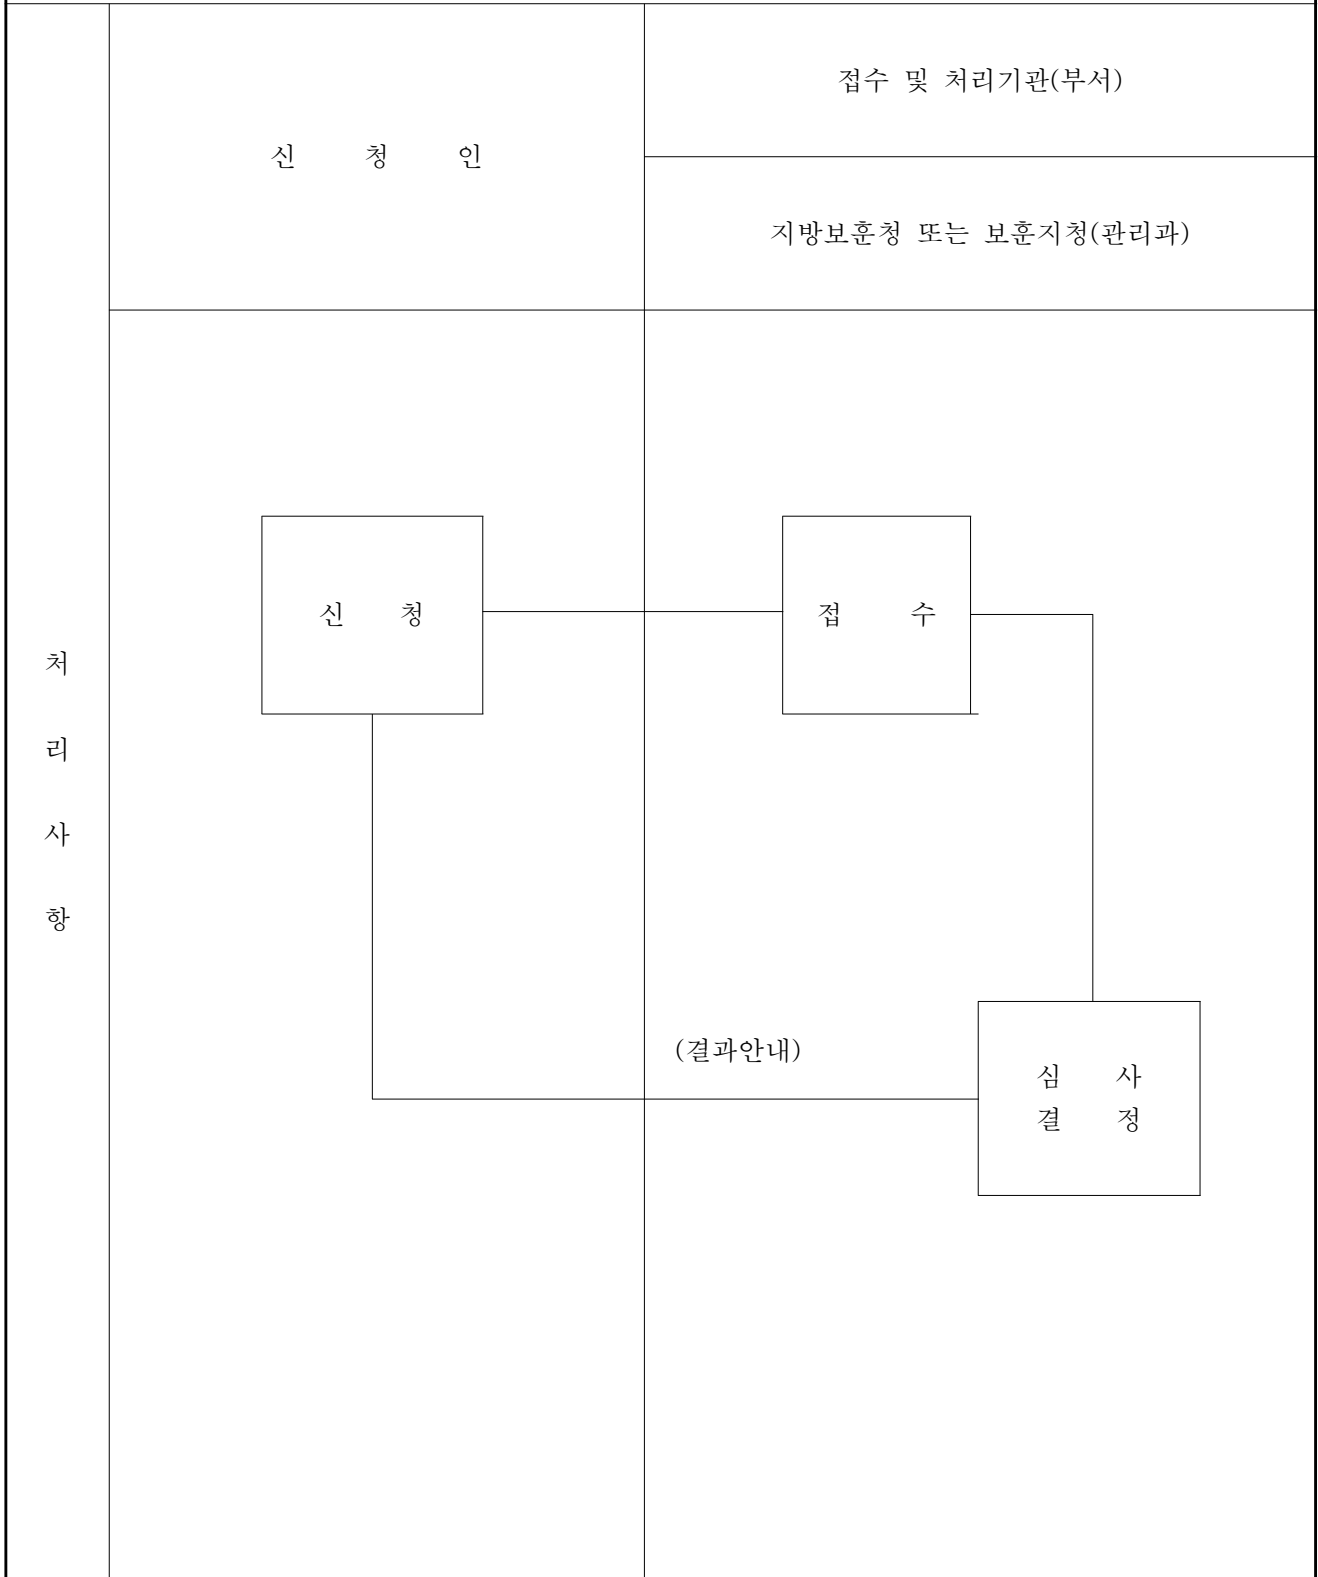 접수 및 처리기관(부서)
신 청 인
지방보훈청 또는 보훈지청(관리과)
신 청
접 수
처
리
사
항
(결과안내)
심 사
결 정